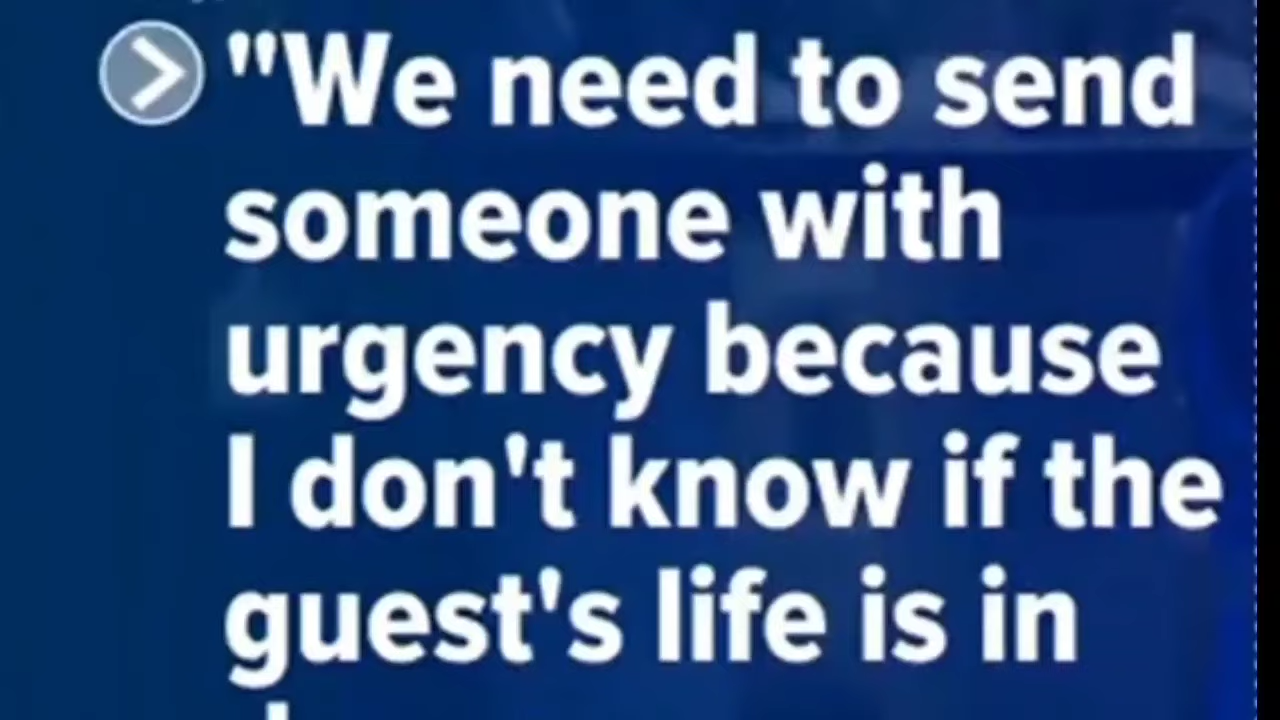 "We need to send
someone with
urgency because
I don't know if the
guest's life is in